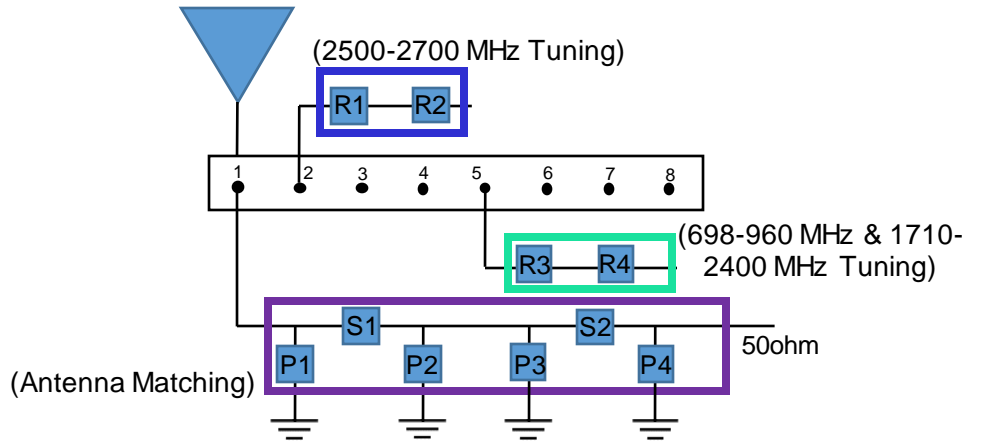 (2500-2700 MHz Tuning)
R1 R2
1 2 3 4 5 6 7 8
(698-960 MHz & 1710-
2400 MHz Tuning)
R3 R4
S1 S2
50ohm
P1 P2 P3 P4
(Antenna Matching)